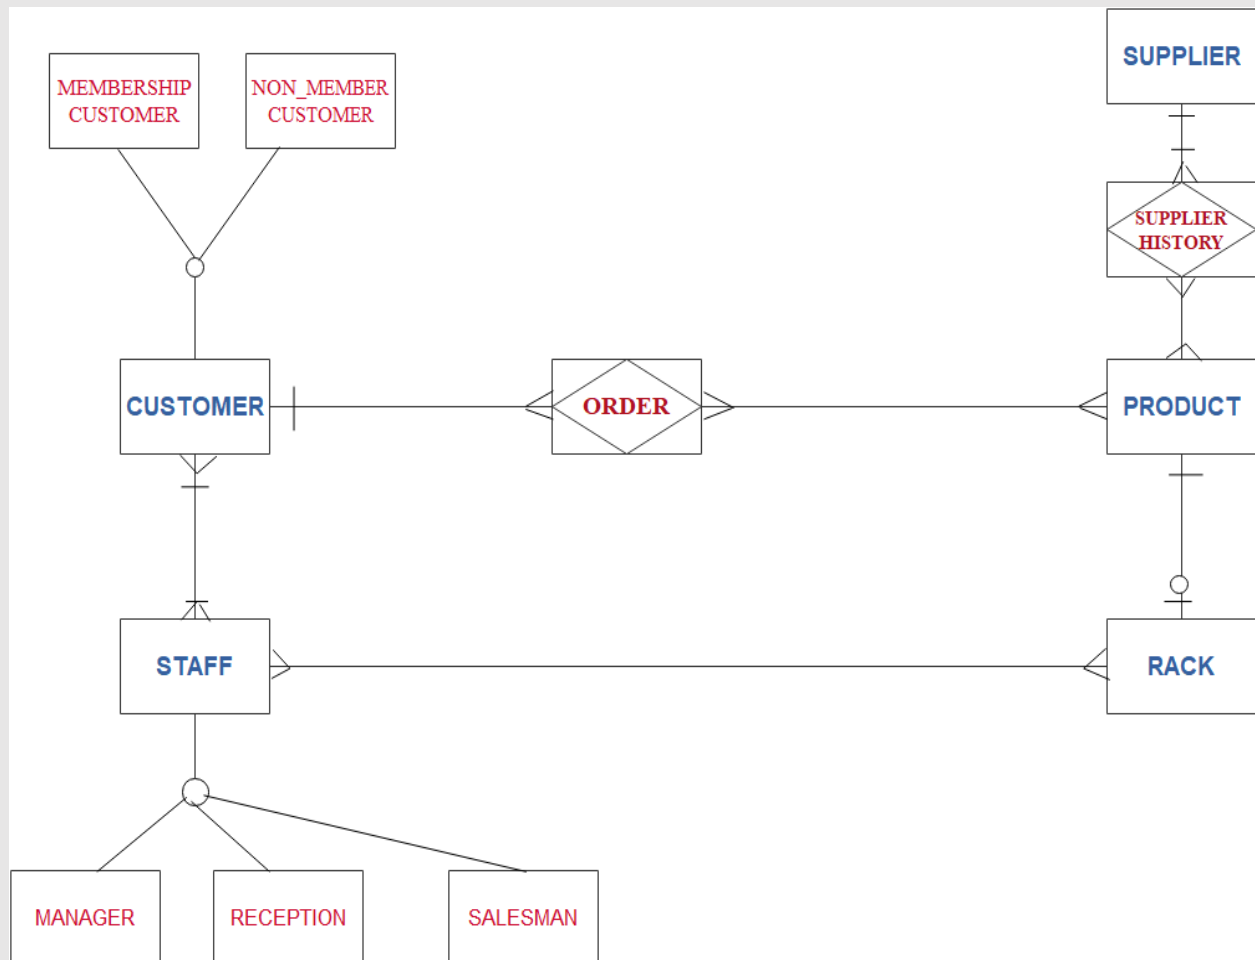 SUPPLIER
MEMBERSHIP
CUSTOMER
NON_MEMBER
CUSTOMER
SUPPLIER
HISTORY
CUSTOMER
ORDER
PRODUCT
STAFF
RACK
MANAGER
RECEPTION
SALESMAN